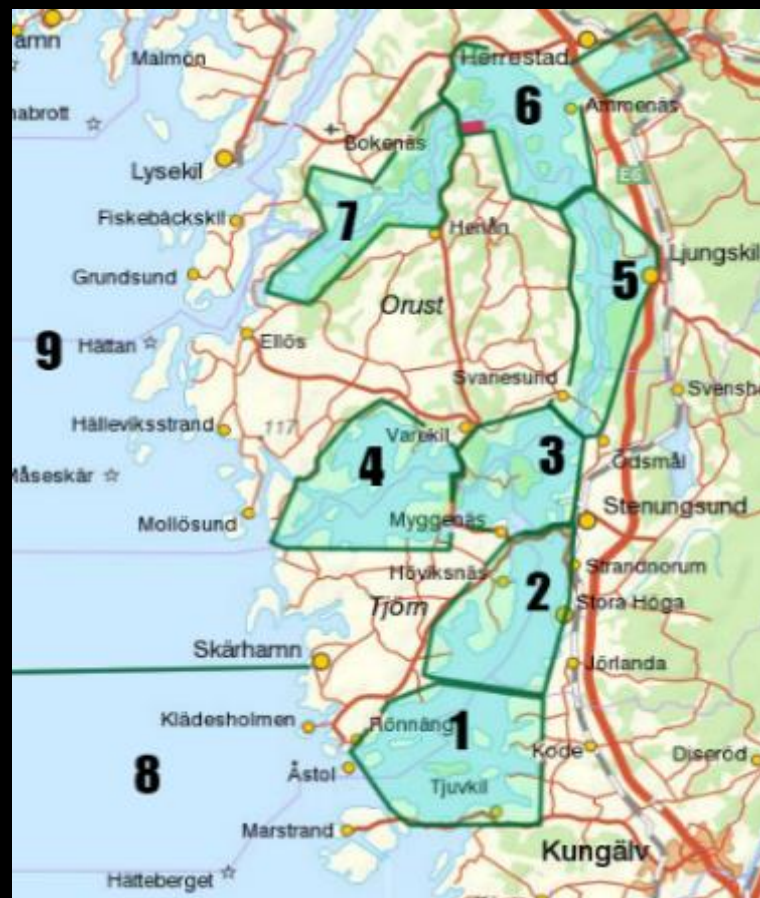 Herrestad
Malmön
6
Ammenäs
Bokenäs
Lysekil
E6
Fiskebäckskil
7
Henån
Ljungskil
5
Grundsund
Orust
9
Hättan
Ellös
Svanesund
Hälleviksstrand
117
Varekil
4
3
Ödsmål
Måseskär
Mollösund
Myggenäs
Stenungsund
Höviksnäs
Strandnorum
Tjörn
2
Stora Höga
Skärhamn
Jörlanda
Klädesholmen
Rönnäng
1
Kode
Diseröd
8
Åstol
Tjuvkil
Marstrand
Kungälv
Hätteberget